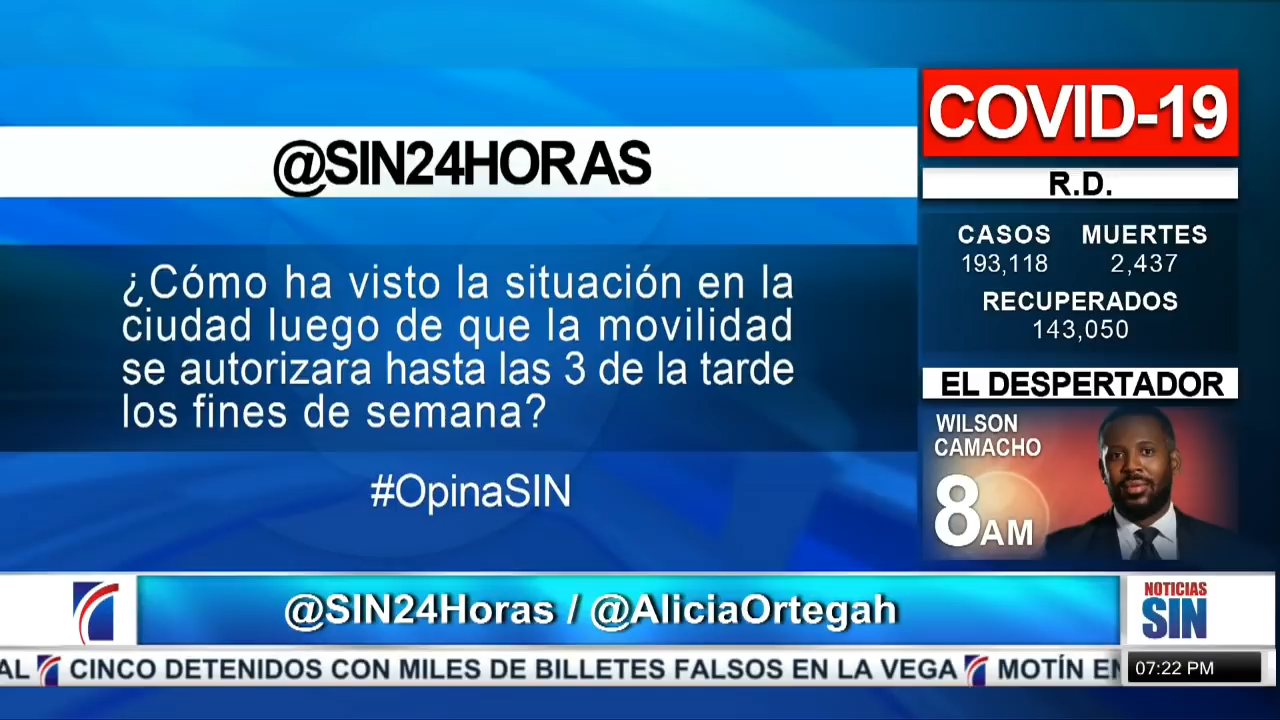 @SIN24HORAS
¿Cómo ha visto la situación en la
ciudad luego de que la movilidad
se autorizara hasta las 3 de la tarde
los fines de semana?
#OpinaSIN
COVID-19
R.D.
CASOS MUERTES
193,118 2,437
RECUPERADOS
143,050
EL DESPERTADOR
WILSON
CAMACHO
8AM
@SIN24Horas / @AliciaOrtegah
NOTICIAS
SIN
AL CINCO DETENIDOS CON MILES DE BILLETES FALSOS EN LA VEGA MOTÍN EN
07:22 PM